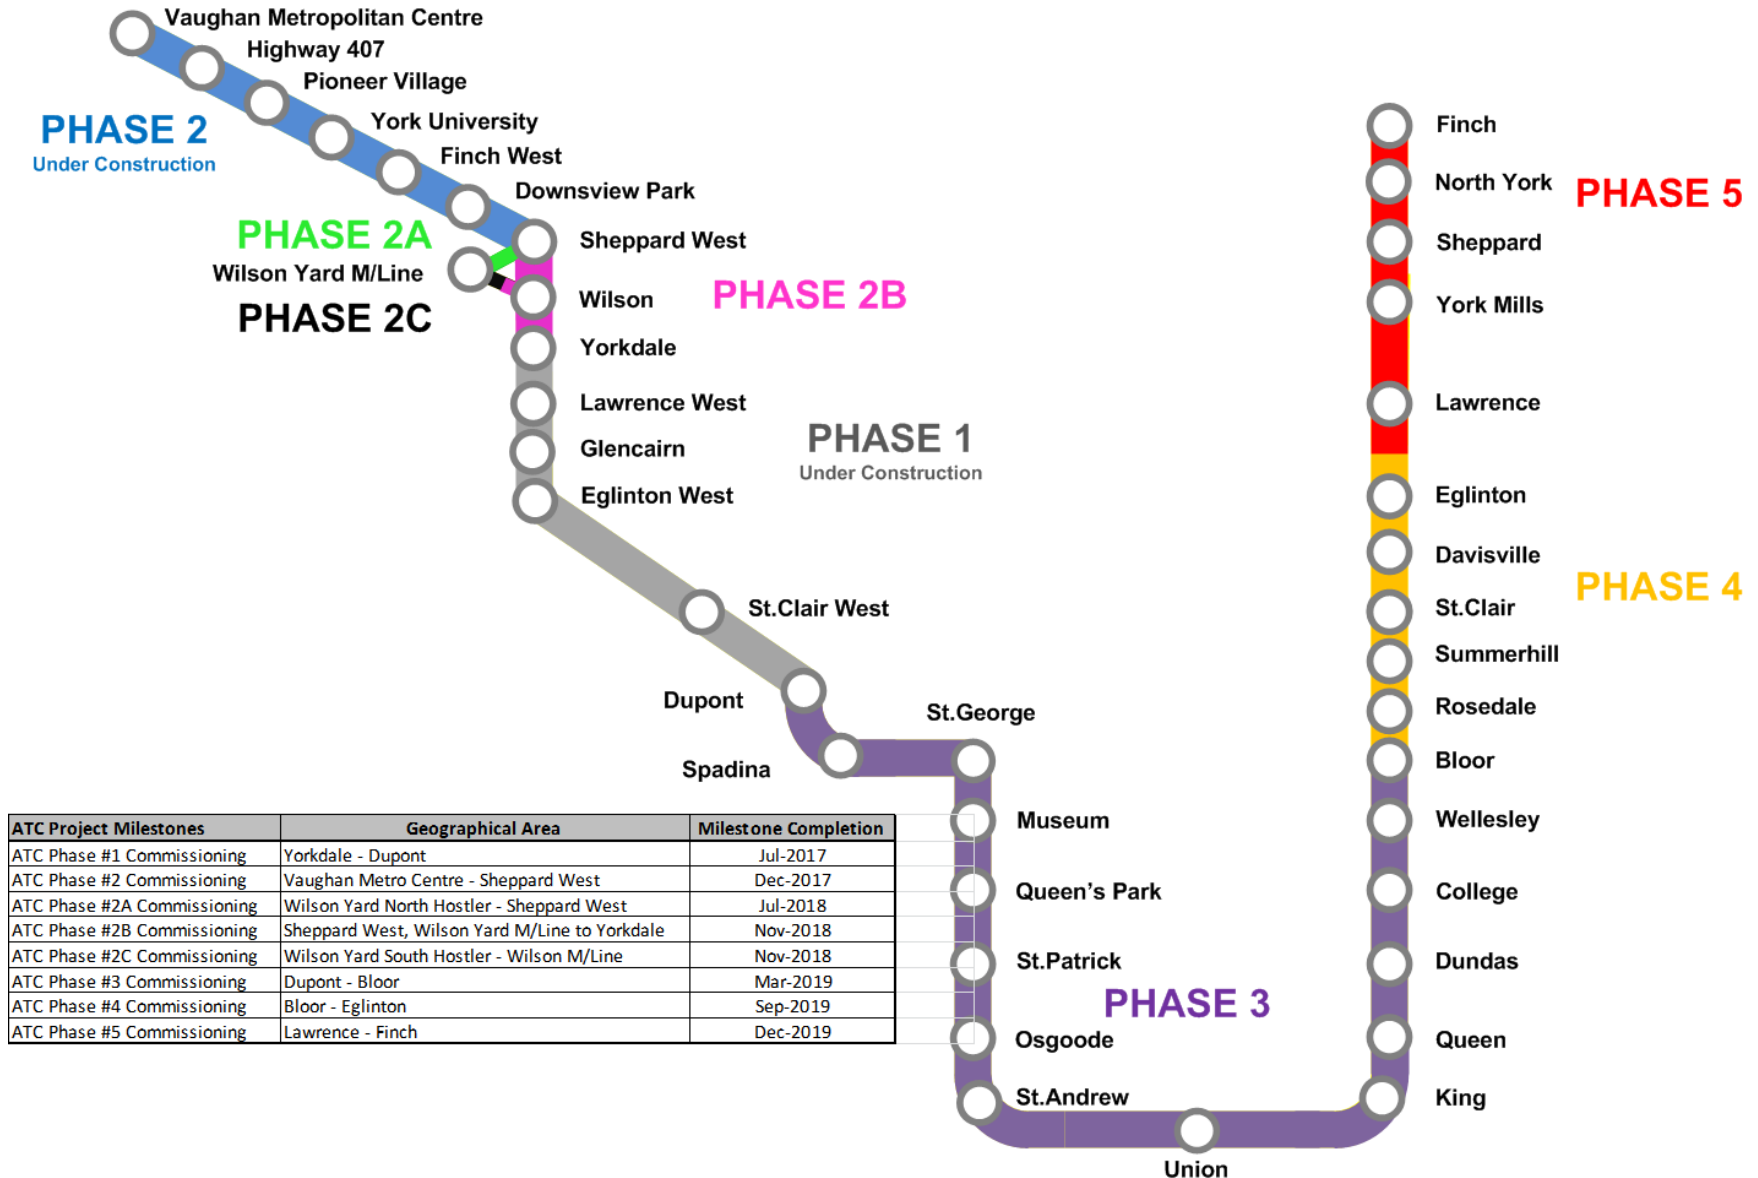 Vaughan Metropolitan Centre
Highway 407
Pioneer Village
York University
Finch West
Downsview Park
PHASE 2
Under Construction
PHASE 2A
Wilson Yard M/Line
PHASE 2C
Sheppard West
Wilson
PHASE 2B
Yorkdale
Lawrence West
Glencairn
Eglinton West
PHASE 1
Under Construction
St.Clair West
Dupont
Spadina
St.George
Museum
Queen's Park
St.Patrick
Osgoode
St.Andrew
PHASE 3
Union
Finch
North York
PHASE 5
Sheppard
York Mills
Lawrence
Eglinton
Davisville
PHASE 4
St.Clair
Summerhill
Rosedale
Bloor
Wellesley
College
Dundas
Queen
King
ATC Project Milestones Geographical Area Milestone Completion
ATC Phase #1 Commissioning Yorkdale - Dupont Jul-2017
ATC Phase #2 Commissioning Vaughan Metro Centre - Sheppard West Dec-2017
ATC Phase #2A Commissioning Wilson Yard North Hostler - Sheppard West Jul-2018
ATC Phase #2B Commissioning Sheppard West, Wilson Yard M/Line to Yorkdale Nov-2018
ATC Phase #2C Commissioning Wilson Yard South Hostler - Wilson M/Line Nov-2018
ATC Phase #3 Commissioning Dupont - Bloor Mar-2019
ATC Phase #4 Commissioning Bloor - Eglinton Sep-2019
ATC Phase #5 Commissioning Lawrence - Finch Dec-2019